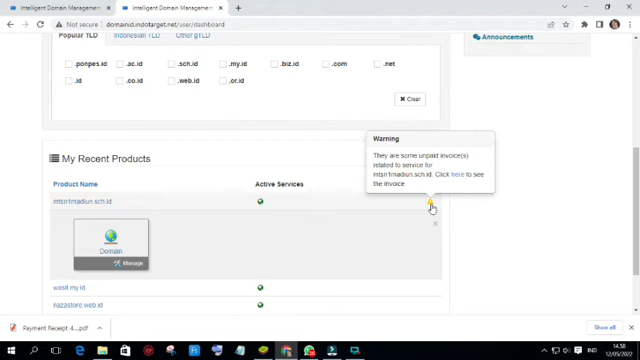 Intelligent Domain Management
Intelligent Domain Management
Not secure
domainid.indotarget.net/user/dashboard
Popular TLD
Indonesian TLD
Other gTLD
Announcements
.ponpes.id
.ac.id
.sch.id
.my.id
.biz.id
.com
.net
.id
.co.id
.web.id
.or.id
Clear
Warning
They are some unpaid invoice(s)
related to service for
mtsn1madiun.sch.id. Click here to see
the invoice
My Recent Products
Product Name
Active Services
mtsn1madiun.sch.id
Domain
Manage
wasit.my.id
nazastore.web.id
Payment Receipt 4....pdf
Show all
IND
14.58
12/05/2022